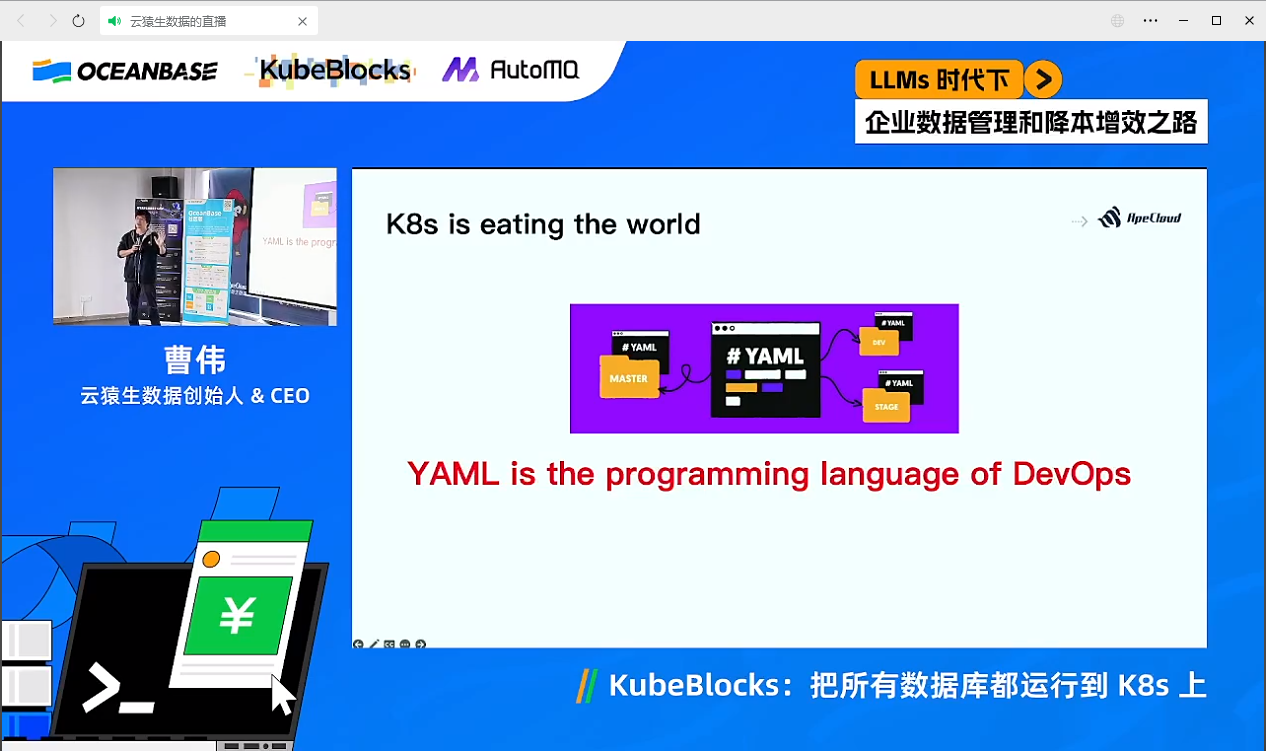 云猿生数据的直播
OCEANBASE
KubeBlocks
AutoMQ
LLMs 时代下
企业数据管理和降本增效之路
K8s is eating the world
ApeCloud
OceanBase
YAML is the progr
# YAML
MASTER
# YAML
# YAML
DEV
# YAML
STAGE
YAML is the programming language of DevOps
曹伟
云猿生数据创始人 & CEO
¥
>_
KubeBlocks：把所有数据库都运行到 K8s 上